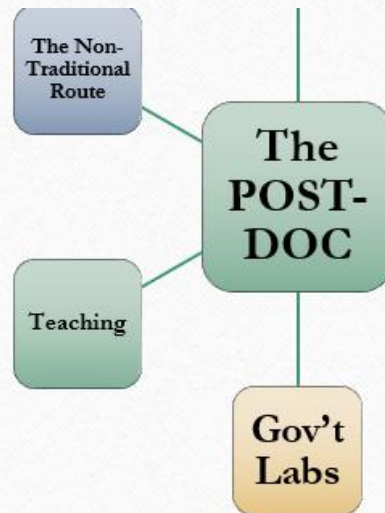 The Non-
Traditional
Route
The
POST-
DOC
Teaching
Gov't
Labs